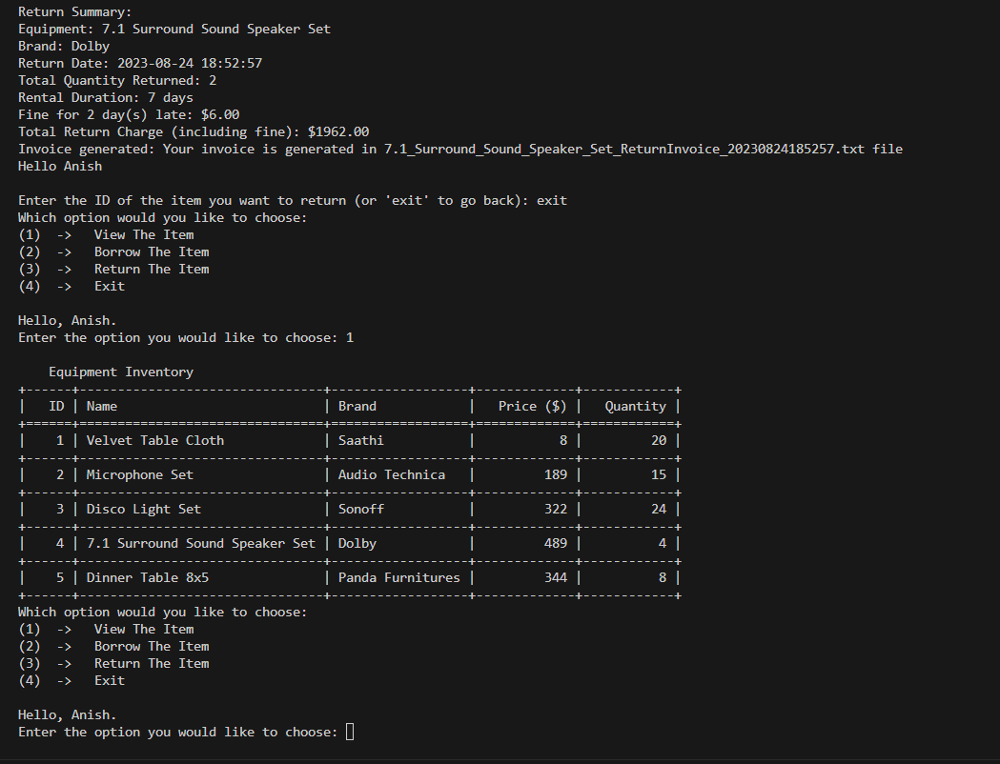 Return Summary:
Equipment: 7.1 Surround Sound Speaker Set
Brand: Dolby
Return Date: 2023-08-24 18:52:57
Total Quantity Returned: 2
Rental Duration: 7 days
Fine for 2 day(s) late: $6.00
Total Return Charge (including fine): $1962.00
Invoice generated: Your invoice is generated in 7.1_Surround_Sound_Speaker_Set_ReturnInvoice_20230824185257.txt file
Hello Anish

Enter the ID of the item you want to return (or 'exit' to go back): exit
Which option would you like to choose:
(1)  ->   View The Item
(2)  ->   Borrow The Item
(3)  ->   Return The Item
(4)  ->   Exit

Hello, Anish.
Enter the option you would like to choose: 1

    Equipment Inventory
+------+--------------------------------+------------------+-------------+------------+
|   ID | Name                           | Brand            |   Price ($) |   Quantity |
+======+================================+==================+=============+============+
|    1 | Velvet Table Cloth             | Saathi           |           8 |         20 |
+------+--------------------------------+------------------+-------------+------------+
|    2 | Microphone Set                 | Audio Technica   |         189 |         15 |
+------+--------------------------------+------------------+-------------+------------+
|    3 | Disco Light Set                | Sonoff           |         322 |         24 |
+------+--------------------------------+------------------+-------------+------------+
|    4 | 7.1 Surround Sound Speaker Set | Dolby            |         489 |          4 |
+------+--------------------------------+------------------+-------------+------------+
|    5 | Dinner Table 8x5               | Panda Furnitures |         344 |          8 |
+------+--------------------------------+------------------+-------------+------------+
Which option would you like to choose:
(1)  ->   View The Item
(2)  ->   Borrow The Item
(3)  ->   Return The Item
(4)  ->   Exit

Hello, Anish.
Enter the option you would like to choose: